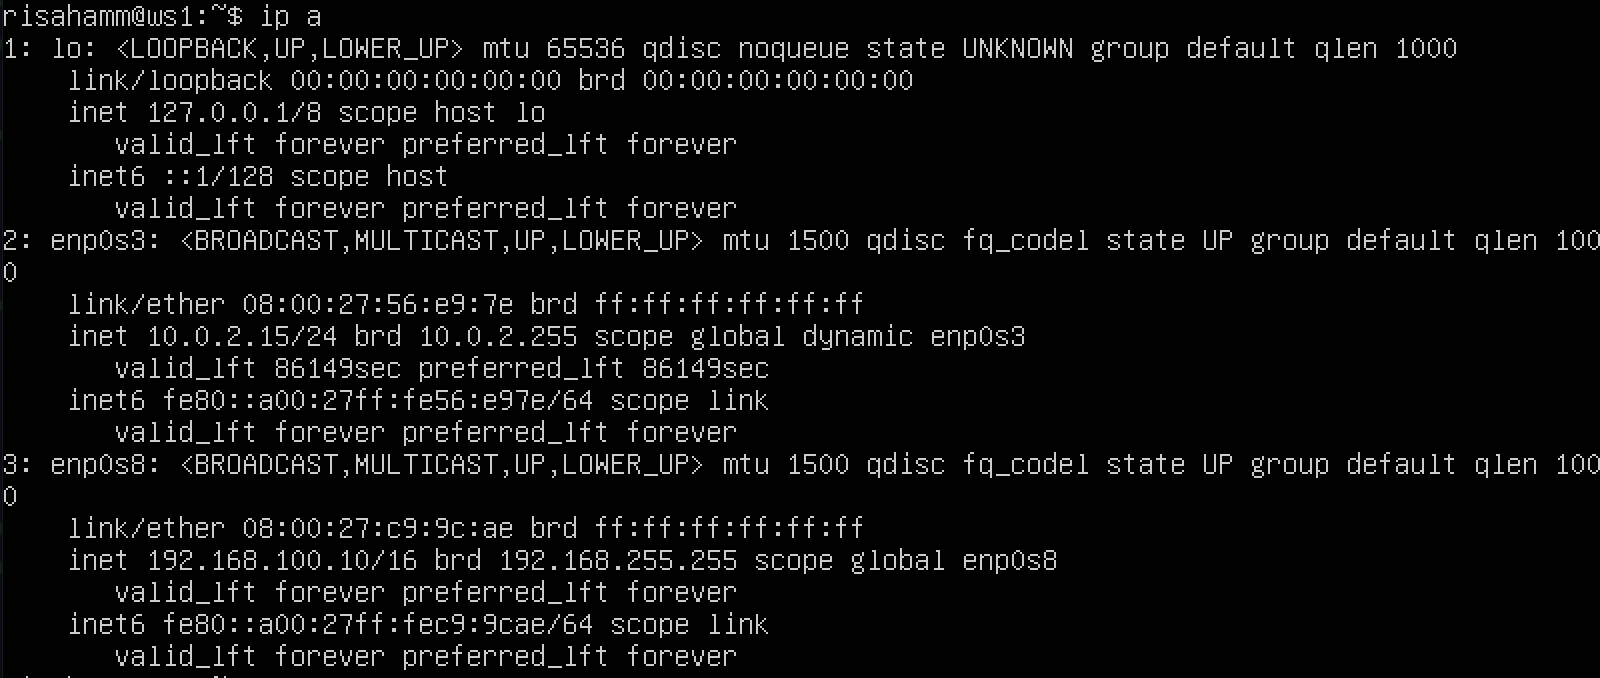 risahamm@ws1:~$ ip a
1: lo: <LOOPBACK,UP,LOWER_UP> mtu 65536 qdisc noqueue state UNKNOWN group default qlen 1000
    link/loopback 00:00:00:00:00:00 brd 00:00:00:00:00:00
    inet 127.0.0.1/8 scope host lo
       valid_lft forever preferred_lft forever
    inet6 ::1/128 scope host
       valid_lft forever preferred_lft forever
2: enp0s3: <BROADCAST,MULTICAST,UP,LOWER_UP> mtu 1500 qdisc fq_codel state UP group default qlen 100
0
    link/ether 08:00:27:56:e9:7e brd ff:ff:ff:ff:ff:ff
    inet 10.0.2.15/24 brd 10.0.2.255 scope global dynamic enp0s3
       valid_lft 86149sec preferred_lft 86149sec
    inet6 fe80::a00:27ff:fe56:e97e/64 scope link
       valid_lft forever preferred_lft forever
3: enp0s8: <BROADCAST,MULTICAST,UP,LOWER_UP> mtu 1500 qdisc fq_codel state UP group default qlen 100
0
    link/ether 08:00:27:c9:9c:ae brd ff:ff:ff:ff:ff:ff
    inet 192.168.100.10/16 brd 192.168.255.255 scope global enp0s8
       valid_lft forever preferred_lft forever
    inet6 fe80::a00:27ff:fec9:9cae/64 scope link
       valid_lft forever preferred_lft forever